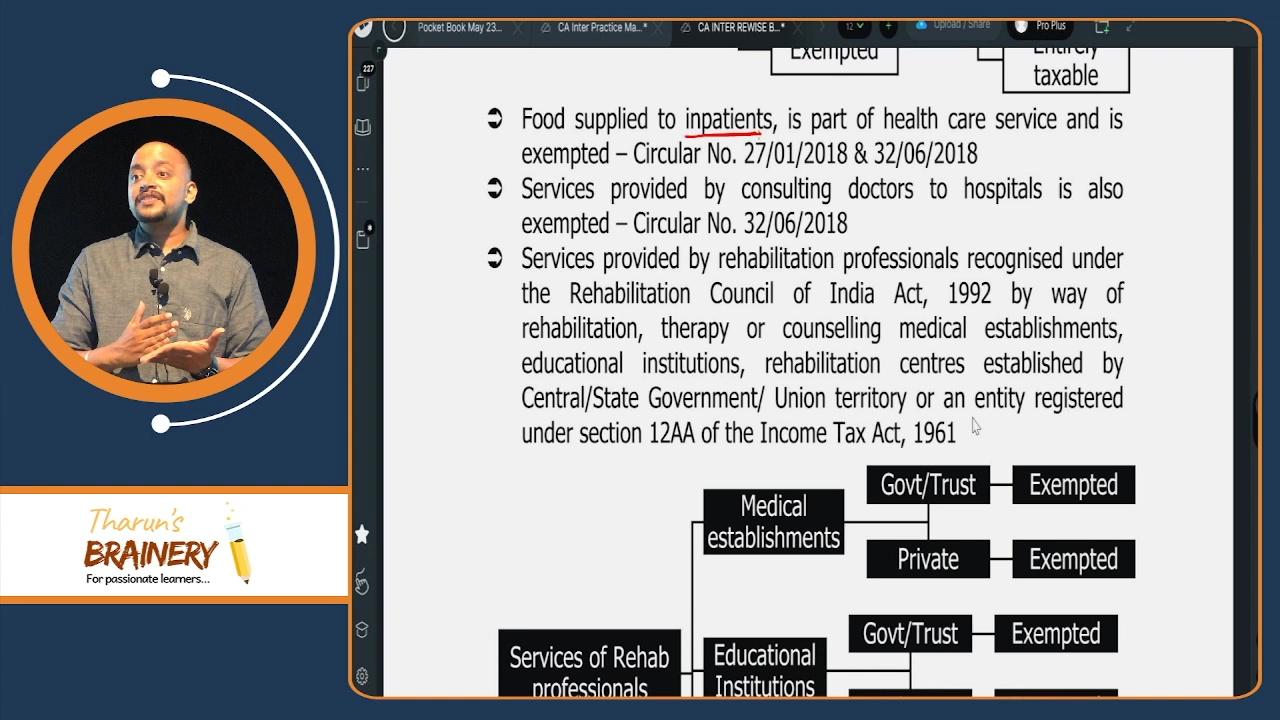 Pocket Book May 23...
CA Inter Practice Ma...*
CA INTER REWISE B...*
12
Upload / Share
Pro Plus
227
Exempted
Entirely
taxable
Food supplied to inpatients, is part of health care service and is
exempted – Circular No. 27/01/2018 & 32/06/2018
Services provided by consulting doctors to hospitals is also
exempted – Circular No. 32/06/2018
Services provided by rehabilitation professionals recognised under
the Rehabilitation Council of India Act, 1992 by way of
rehabilitation, therapy or counselling medical establishments,
educational institutions, rehabilitation centres established by
Central/State Government/ Union territory or an entity registered
under section 12AA of the Income Tax Act, 1961
Medical
establishments
Govt/Trust
Exempted
Private
Exempted
Services of Rehab
professionals
Educational
Institutions
Govt/Trust
Exempted
Tharun's
BRAINERY
For passionate learners...